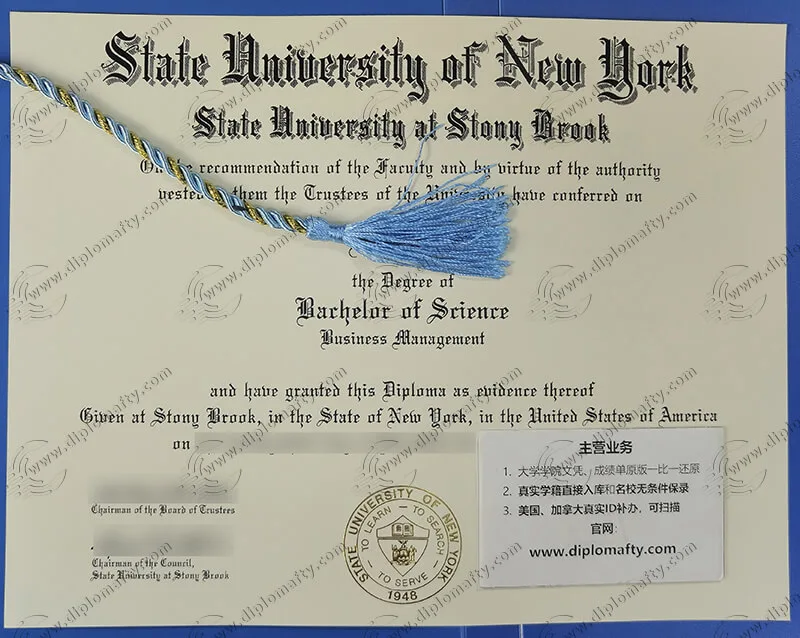 State University of New York
State University at Stony Brook
On the recommendation of the Faculty and by virtue of the authority
vested them the Trustees of the University have conferred on
the Degree of
Bachelor of Science
Business Management
and have granted this Diploma as evidence thereof
Given at Stony Brook, in the State of New York, in the United States of America
on
Chairman of the Board of Trustees
Chairman of the Council,
State University at Stony Brook
STATE UNIVERSITY OF NEW YORK
TO LEARN — TO SEARCH
TO SERVE
1948
主营业务
1. 大学学院文凭、成绩单原版一比一还原
2. 真实学籍直接入库和名校无条件保录
3. 美国、加拿大真实ID补办，可扫描
官网:
www.diplomafty.com
www.diplomafty.com